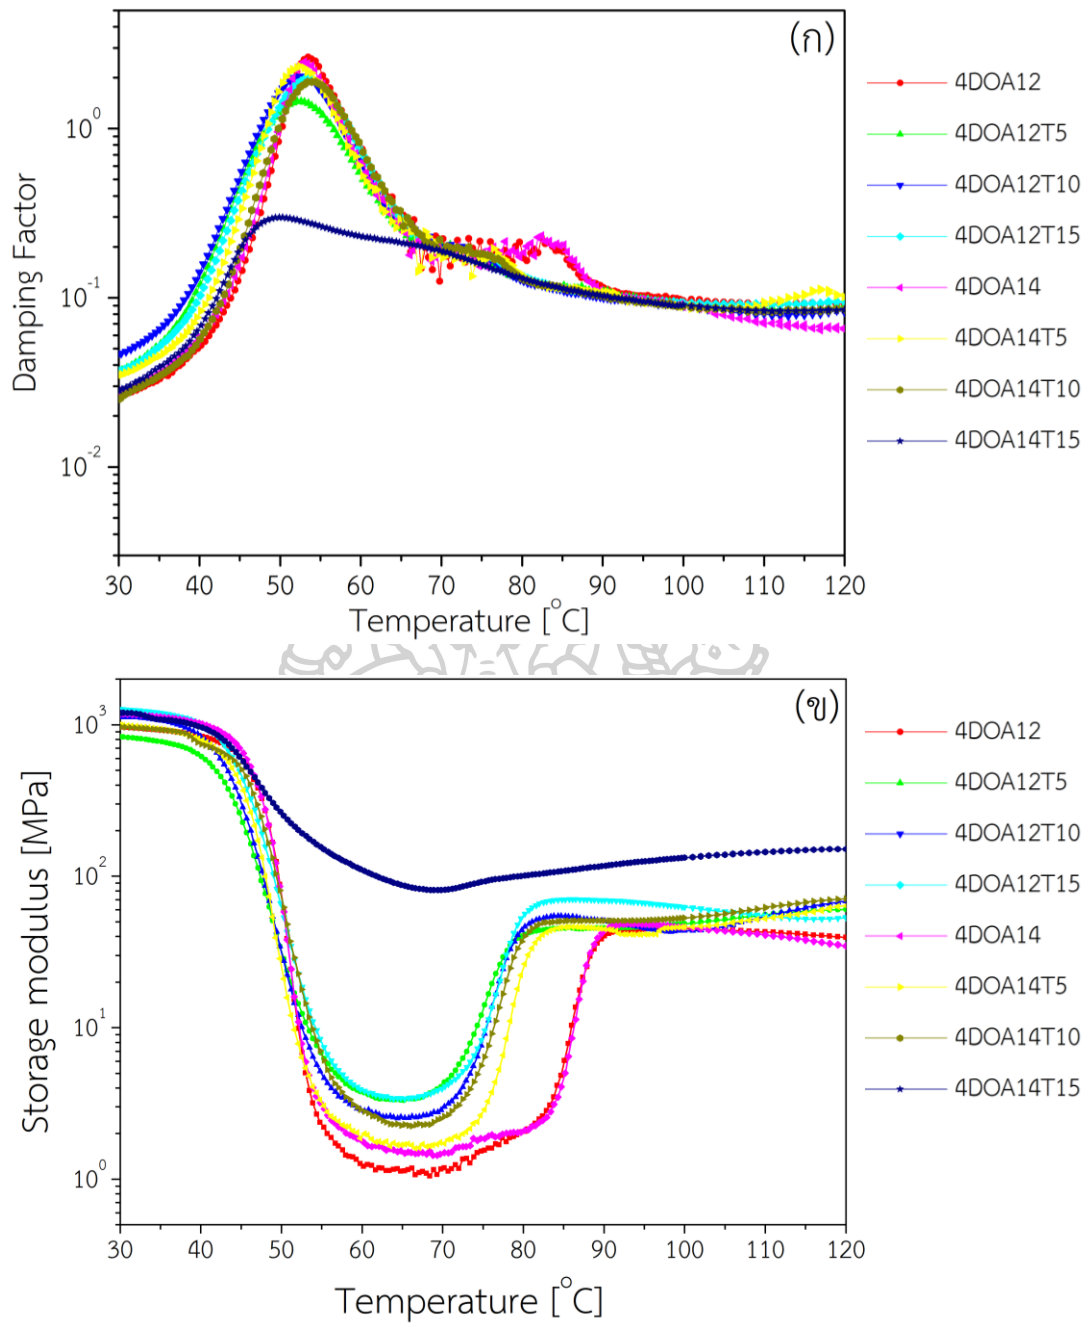 (ก)
10⁰
10⁻¹
10⁻²
Damping Factor
30 40 50 60 70 80 90 100 110 120
Temperature [°C]
4DOA12
4DOA12T5
4DOA12T10
4DOA12T15
4DOA14
4DOA14T5
4DOA14T10
4DOA14T15
(ข)
10³
10²
10¹
10⁰
Storage modulus [MPa]
30 40 50 60 70 80 90 100 110 120
Temperature [°C]
4DOA12
4DOA12T5
4DOA12T10
4DOA12T15
4DOA14
4DOA14T5
4DOA14T10
4DOA14T15